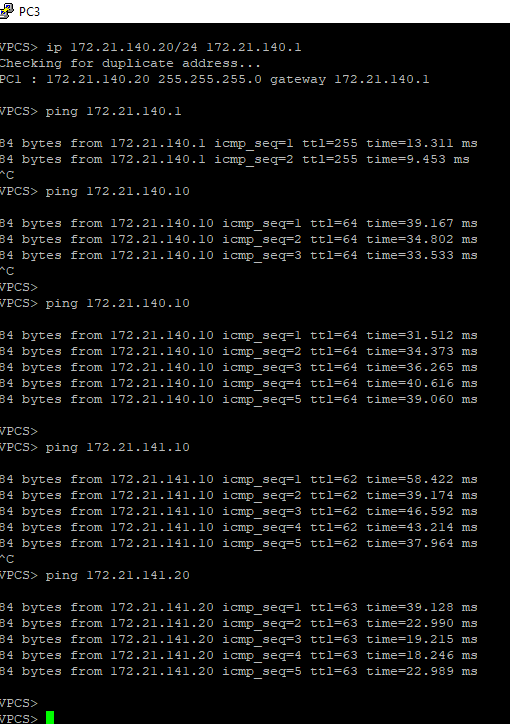 PC3
VPCS> ip 172.21.140.20/24 172.21.140.1
Checking for duplicate address...
PC1 : 172.21.140.20 255.255.255.0 gateway 172.21.140.1
VPCS> ping 172.21.140.1
84 bytes from 172.21.140.1 icmp_seq=1 ttl=255 time=13.311 ms
84 bytes from 172.21.140.1 icmp_seq=2 ttl=255 time=9.453 ms
^C
VPCS> ping 172.21.140.10
84 bytes from 172.21.140.10 icmp_seq=1 ttl=64 time=39.167 ms
84 bytes from 172.21.140.10 icmp_seq=2 ttl=64 time=34.802 ms
84 bytes from 172.21.140.10 icmp_seq=3 ttl=64 time=33.533 ms
^C
VPCS>
VPCS> ping 172.21.140.10
84 bytes from 172.21.140.10 icmp_seq=1 ttl=64 time=31.512 ms
84 bytes from 172.21.140.10 icmp_seq=2 ttl=64 time=34.373 ms
84 bytes from 172.21.140.10 icmp_seq=3 ttl=64 time=36.265 ms
84 bytes from 172.21.140.10 icmp_seq=4 ttl=64 time=40.616 ms
84 bytes from 172.21.140.10 icmp_seq=5 ttl=64 time=39.060 ms
VPCS>
VPCS> ping 172.21.141.10
84 bytes from 172.21.141.10 icmp_seq=1 ttl=62 time=58.422 ms
84 bytes from 172.21.141.10 icmp_seq=2 ttl=62 time=39.174 ms
84 bytes from 172.21.141.10 icmp_seq=3 ttl=62 time=46.592 ms
84 bytes from 172.21.141.10 icmp_seq=4 ttl=62 time=43.214 ms
84 bytes from 172.21.141.10 icmp_seq=5 ttl=62 time=37.964 ms
^C
VPCS> ping 172.21.141.20
84 bytes from 172.21.141.20 icmp_seq=1 ttl=63 time=39.128 ms
84 bytes from 172.21.141.20 icmp_seq=2 ttl=63 time=22.990 ms
84 bytes from 172.21.141.20 icmp_seq=3 ttl=63 time=19.215 ms
84 bytes from 172.21.141.20 icmp_seq=4 ttl=63 time=18.246 ms
84 bytes from 172.21.141.20 icmp_seq=5 ttl=63 time=22.989 ms
VPCS>
VPCS>